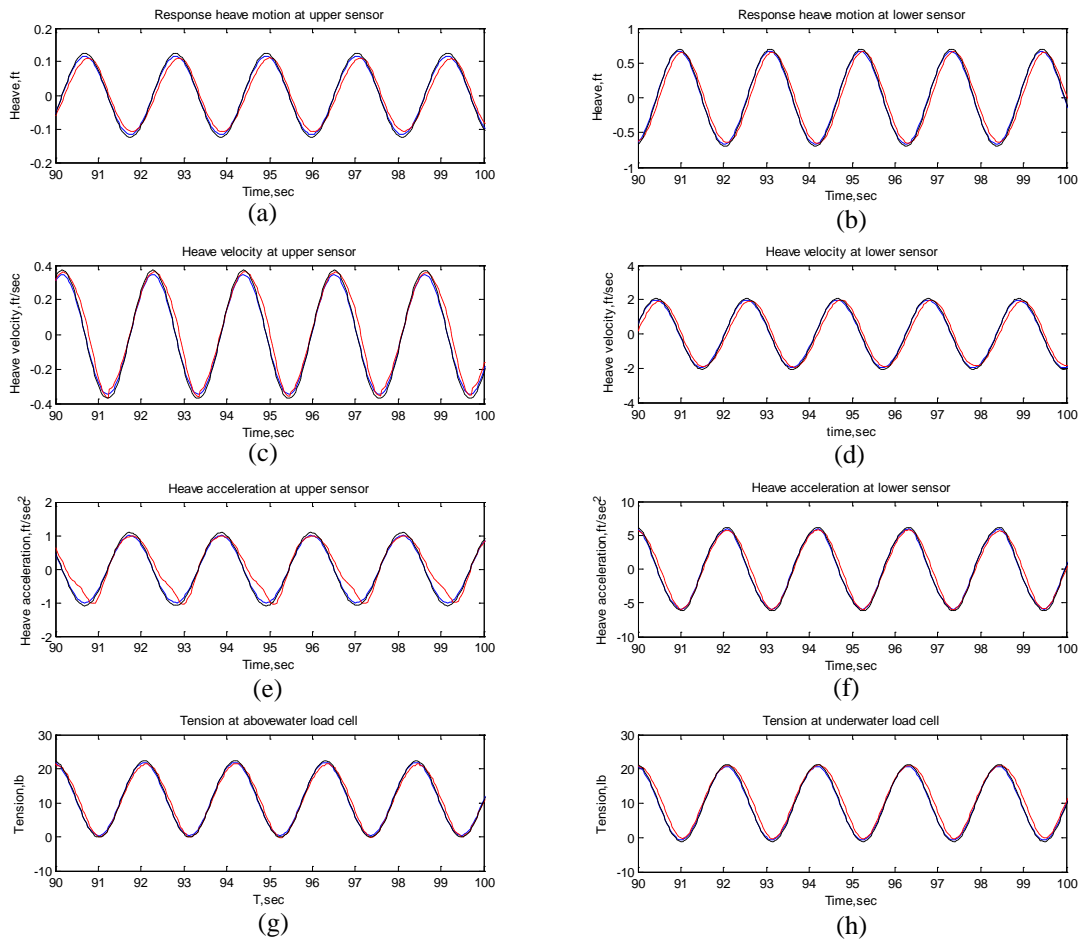 Response heave motion at upper sensor
0.2
0.1
0
-0.1
-0.2
Heave,ft
90 91 92 93 94 95 96 97 98 99 100
Time,sec
(a)
Response heave motion at lower sensor
1
0.5
0
-0.5
-1
Heave,ft
90 91 92 93 94 95 96 97 98 99 100
Time,sec
(b)
Heave velocity at upper sensor
0.4
0.2
0
-0.2
-0.4
Heave velocity,ft/sec
90 91 92 93 94 95 96 97 98 99 100
Time,sec
(c)
Heave velocity at lower sensor
4
2
0
-2
-4
Heave velocity,ft/sec
90 91 92 93 94 95 96 97 98 99 100
time,sec
(d)
Heave acceleration at upper sensor
2
1
0
-1
-2
Heave acceleration,ft/sec²
90 91 92 93 94 95 96 97 98 99 100
Time,sec
(e)
Heave acceleration at lower sensor
10
5
0
-5
-10
Heave acceleration,ft/sec²
90 91 92 93 94 95 96 97 98 99 100
Time,sec
(f)
Tension at abovewater load cell
30
20
10
0
-10
Tension,lb
90 91 92 93 94 95 96 97 98 99 100
T,sec
(g)
Tension at underwater load cell
30
20
10
0
-10
Tension,lb
90 91 92 93 94 95 96 97 98 99 100
Time,sec
(h)